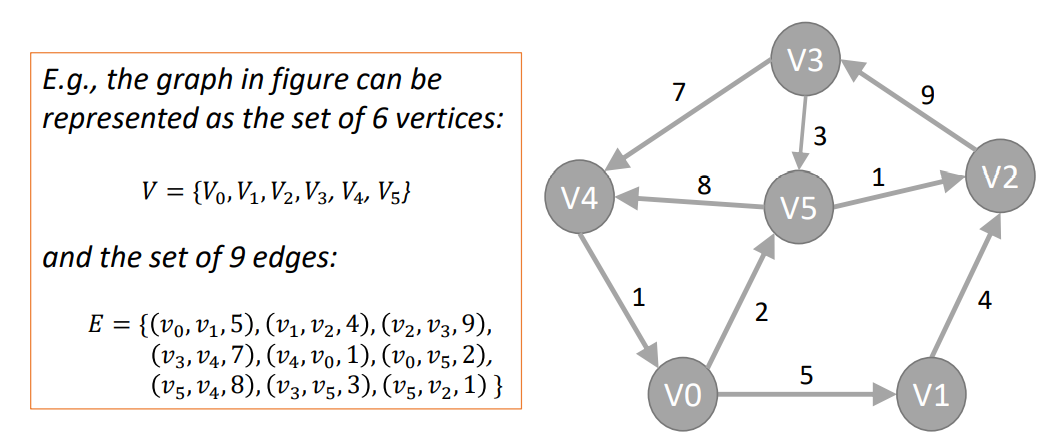 E.g., the graph in figure can be
represented as the set of 6 vertices:
V = {V₀, V₁, V₂, V₃, V₄, V₅}
and the set of 9 edges:
E = {(v₀, v₁, 5), (v₁, v₂, 4), (v₂, v₃, 9),
(v₃, v₄, 7), (v₄, v₀, 1), (v₀, v₅, 2),
(v₅, v₄, 8), (v₃, v₅, 3), (v₅, v₂, 1) }
V3
7
9
3
V4
8
V5
1
V2
1
2
4
V0
5
V1